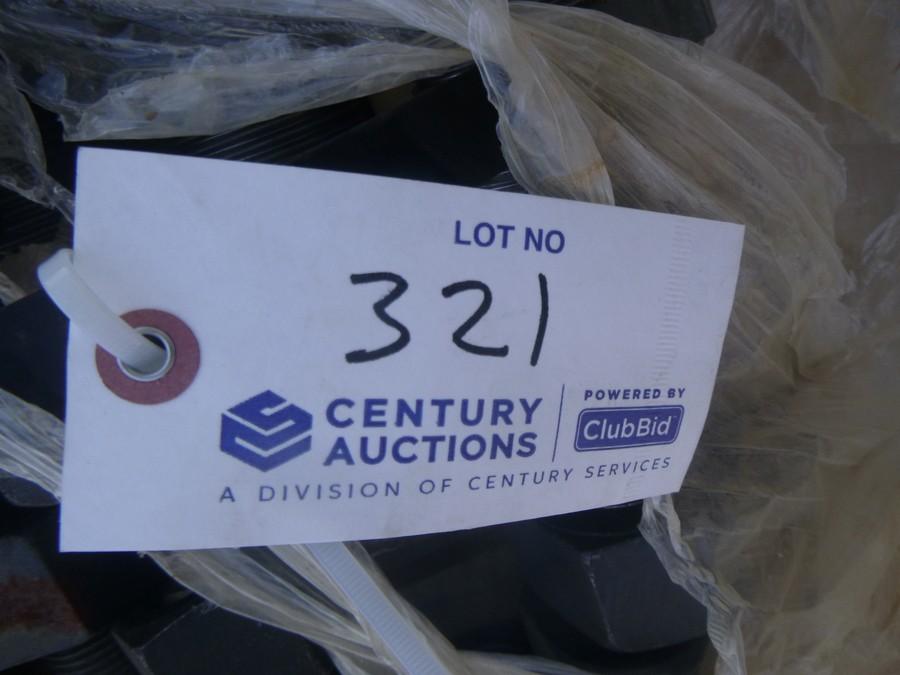 LOT NO
321
CENTURY
AUCTIONS
POWERED BY
ClubBid
A DIVISION OF CENTURY SERVICES